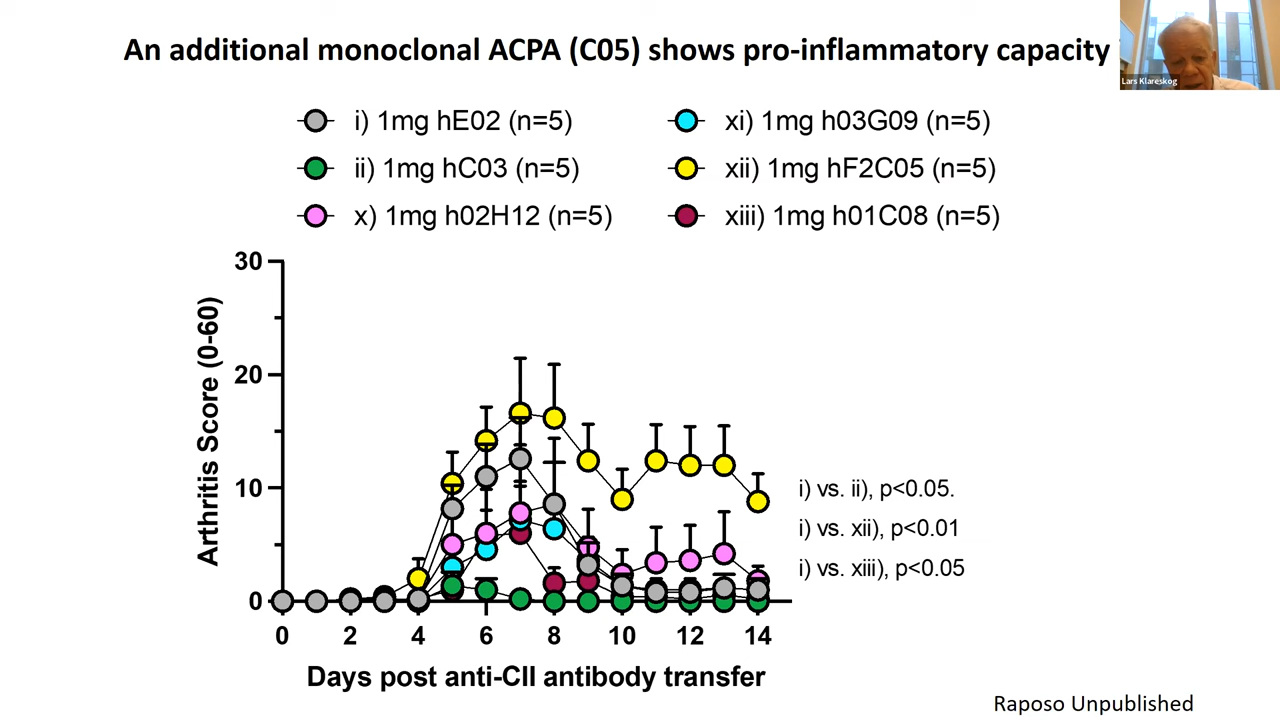 An additional monoclonal ACPA (C05) shows pro-inflammatory capacity
Lars Klareskog
i) 1mg hE02 (n=5)
ii) 1mg hC03 (n=5)
x) 1mg h02H12 (n=5)
xi) 1mg h03G09 (n=5)
xii) 1mg hF2C05 (n=5)
xiii) 1mg h01C08 (n=5)
Arthritis Score (0-60)
30
20
10
0
0 2 4 6 8 10 12 14
Days post anti-CII antibody transfer
i) vs. ii), p<0.05.
i) vs. xii), p<0.01
i) vs. xiii), p<0.05
Raposo Unpublished